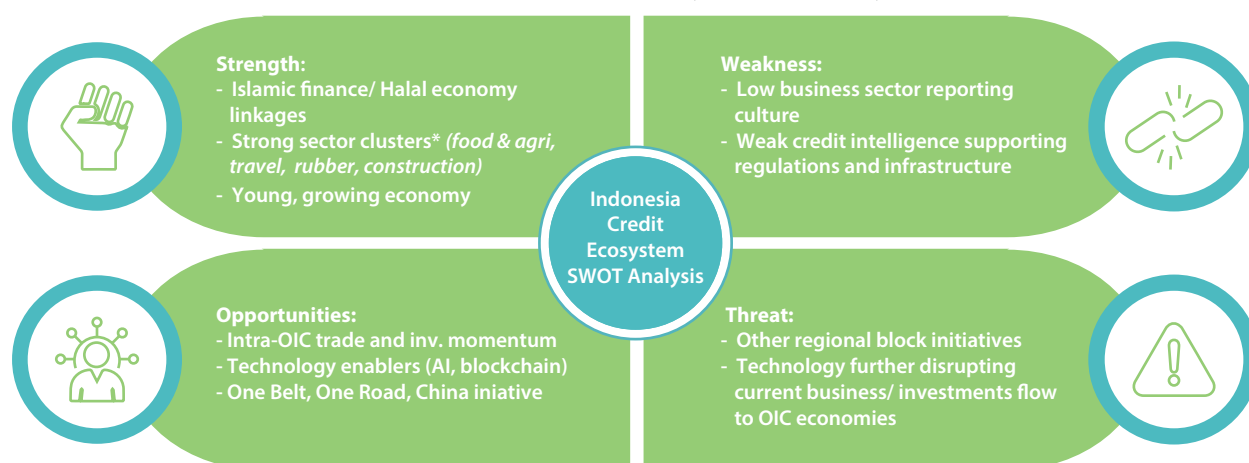 Strength:
- Islamic finance/ Halal economy
linkages
- Strong sector clusters* (food & agri,
travel, rubber, construction)
- Young, growing economy
Weakness:
- Low business sector reporting
culture
- Weak credit intelligence supporting
regulations and infrastructure
Indonesia
Credit
Ecosystem
SWOT Analysis
Opportunities:
- Intra-OIC trade and inv. momentum
- Technology enablers (AI, blockchain)
- One Belt, One Road, China iniative
Threat:
- Other regional block initiatives
- Technology further disrupting
current business/ investments flow
to OIC economies